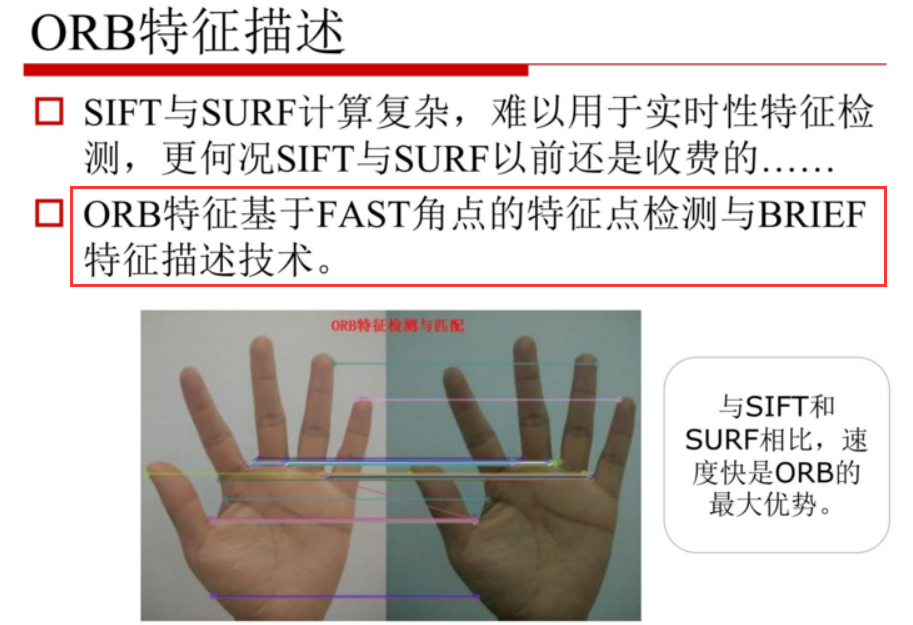 ORB特征描述
SIFT与SURF计算复杂，难以用于实时性特征检
测，更何况SIFT与SURF以前还是收费的……
ORB特征基于FAST角点的特征点检测与BRIEF
特征描述技术。
ORB特征检测与匹配
与SIFT和
SURF相比，速
度快是ORB的
最大优势。